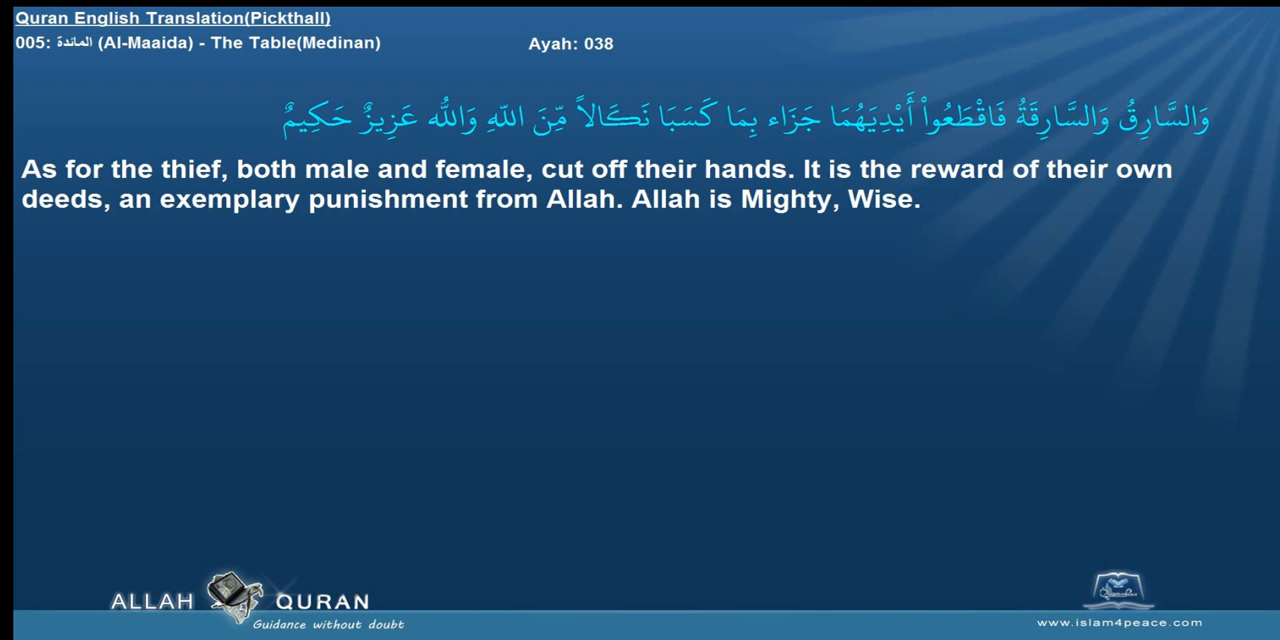 Quran English Translation(Pickthall)
005: المائدة (Al-Maaida) - The Table(Medinan)
Ayah: 038
وَالسَّارِقُ وَالسَّارِقَةُ فَاقْطَعُواْ أَيْدِيَهُمَا جَزَاء بِمَا كَسَبَا نَكَالاً مِّنَ اللّهِ وَاللّهُ عَزِيزٌ حَكِيمٌ
As for the thief, both male and female, cut off their hands. It is the reward of their own
deeds, an exemplary punishment from Allah. Allah is Mighty, Wise.
ALLAH QURAN
Guidance without doubt
www.islam4peace.com